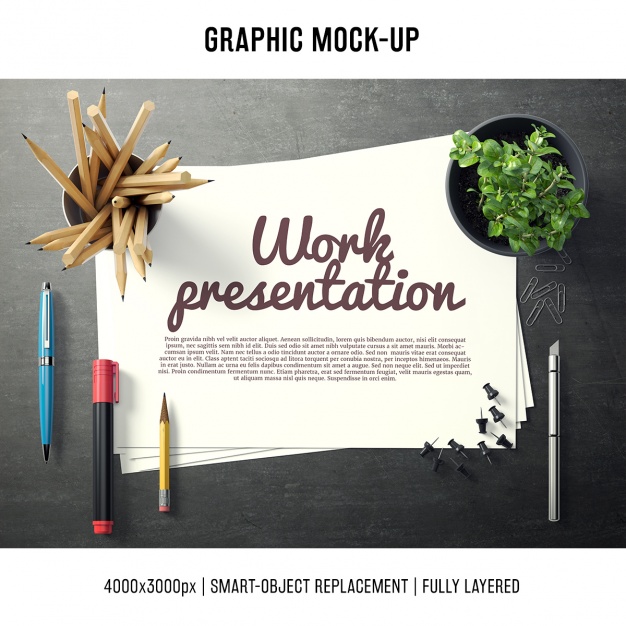 GRAPHIC MOCK-UP
Work
presentation
Proin gravida nibh vel velit auctor aliquet. Aenean sollicitudin, lorem quis bibendum auctor, nisi elit consequat
ipsum, nec sagittis sem nibh id elit. Duis sed odio sit amet nibh vulputate cursus a sit amet mauris. Morbi ac-
cumsan ipsum velit. Nam nec tellus a odio tincidunt auctor a ornare odio. Sed non  mauris vitae erat consequat
auctor eu in elit. Class aptent taciti sociosqu ad litora torquent per conubia nostra, per inceptos himenaeos. Mauris
in erat justo. Nullam ac urna eu felis dapibus condimentum sit amet a augue. Sed non neque elit. Sed ut imperdiet
nisi. Proin condimentum fermentum nunc. Etiam pharetra, erat sed fermentum feugiat, velit mauris egestas quam,
ut aliquam massa nisl quis neque. Suspendisse in orci enim.
4000x3000px | SMART-OBJECT REPLACEMENT | FULLY LAYERED